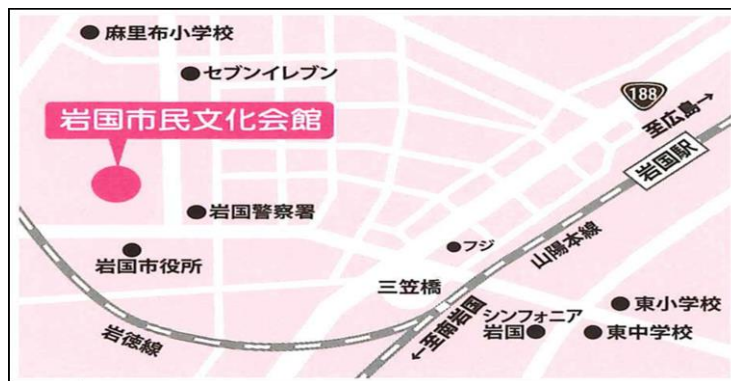 麻里布小学校
セブンイレブン
岩国市民文化会館
188
至広島→
岩国駅
岩国警察署
フジ
山陽本線
岩国市役所
三笠橋
岩徳線
←至南岩国
シンフォニア
岩国
東小学校
東中学校